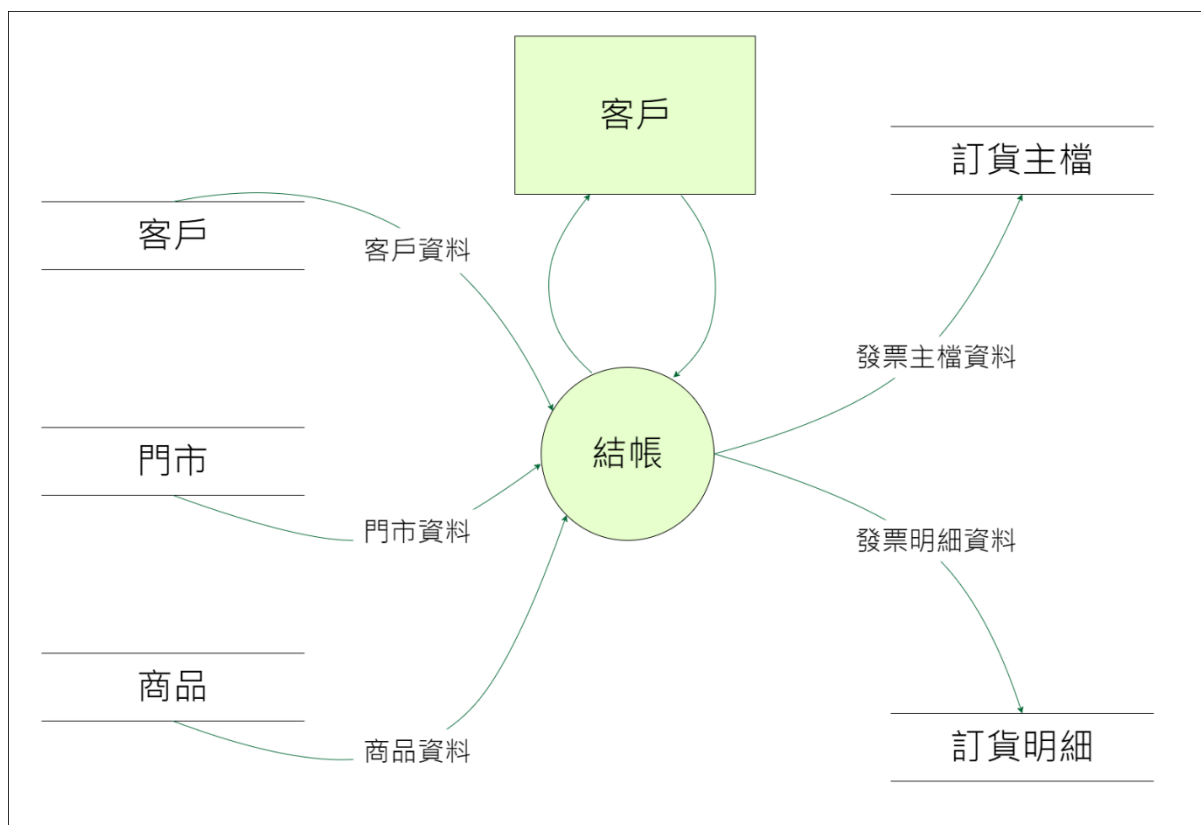 客戶
訂貨主檔
客戶
客戶資料
發票主檔資料
門市
結帳
門市資料
發票明細資料
商品
商品資料
訂貨明細